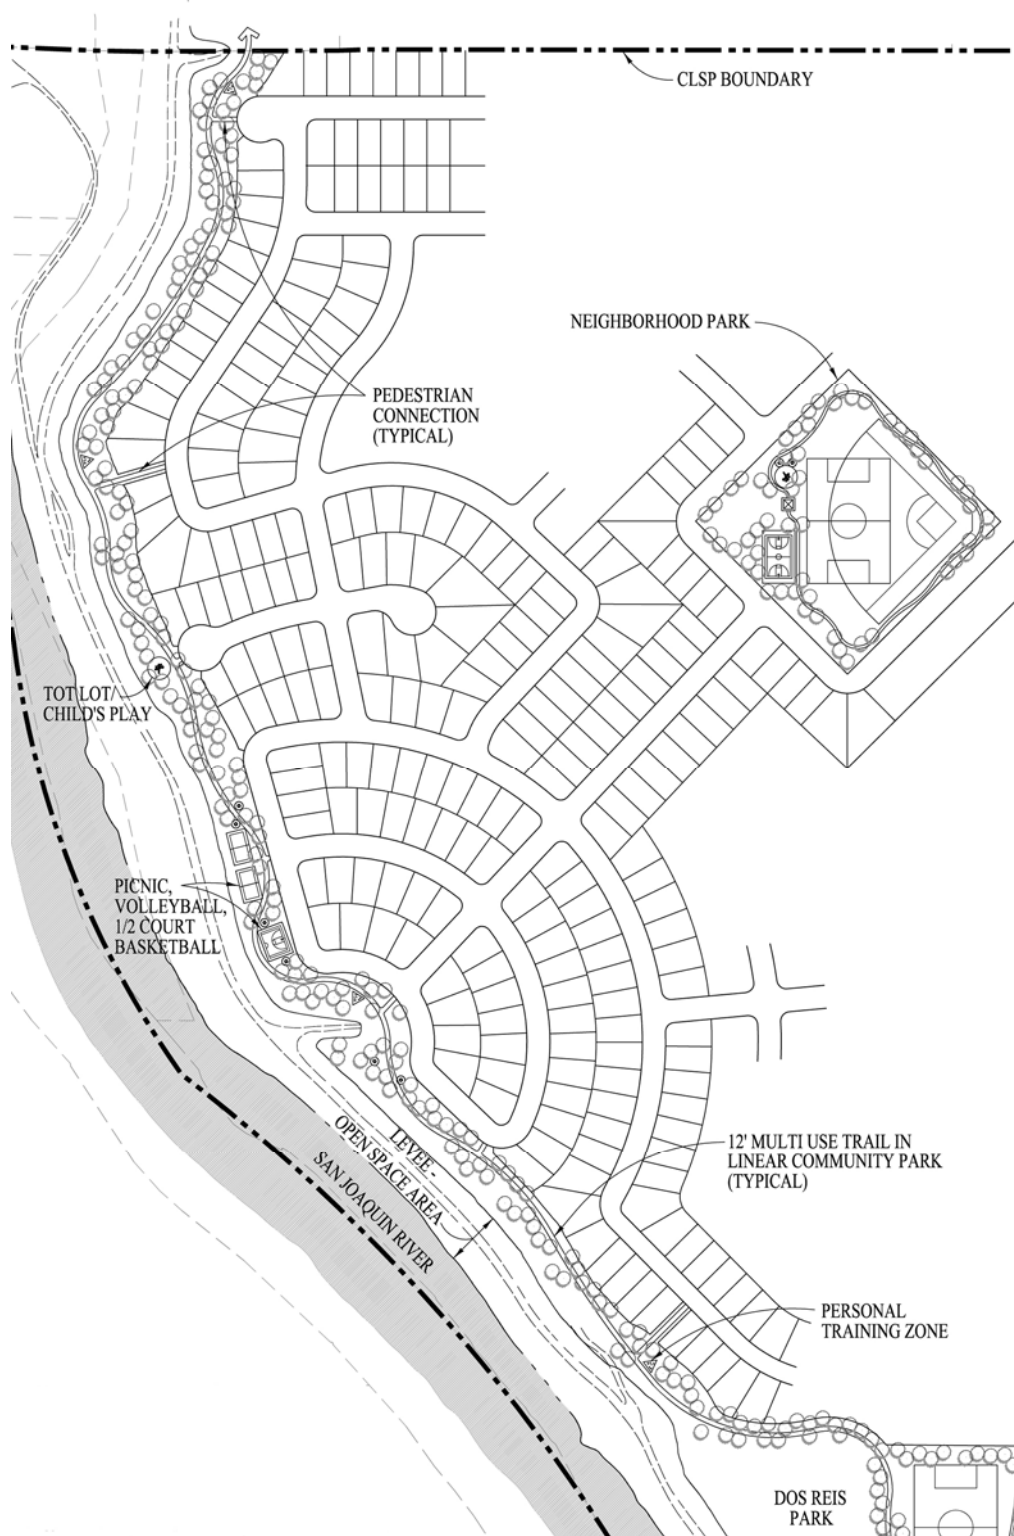 CLSP BOUNDARY
NEIGHBORHOOD PARK
PEDESTRIAN
CONNECTION
(TYPICAL)
TOT LOT/
CHILD'S PLAY
PICNIC,
VOLLEYBALL,
1/2 COURT
BASKETBALL
LEVEE -
OPEN SPACE AREA
SAN JOAQUIN RIVER
12' MULTI USE TRAIL IN
LINEAR COMMUNITY PARK
(TYPICAL)
PERSONAL
TRAINING ZONE
DOS REIS
PARK